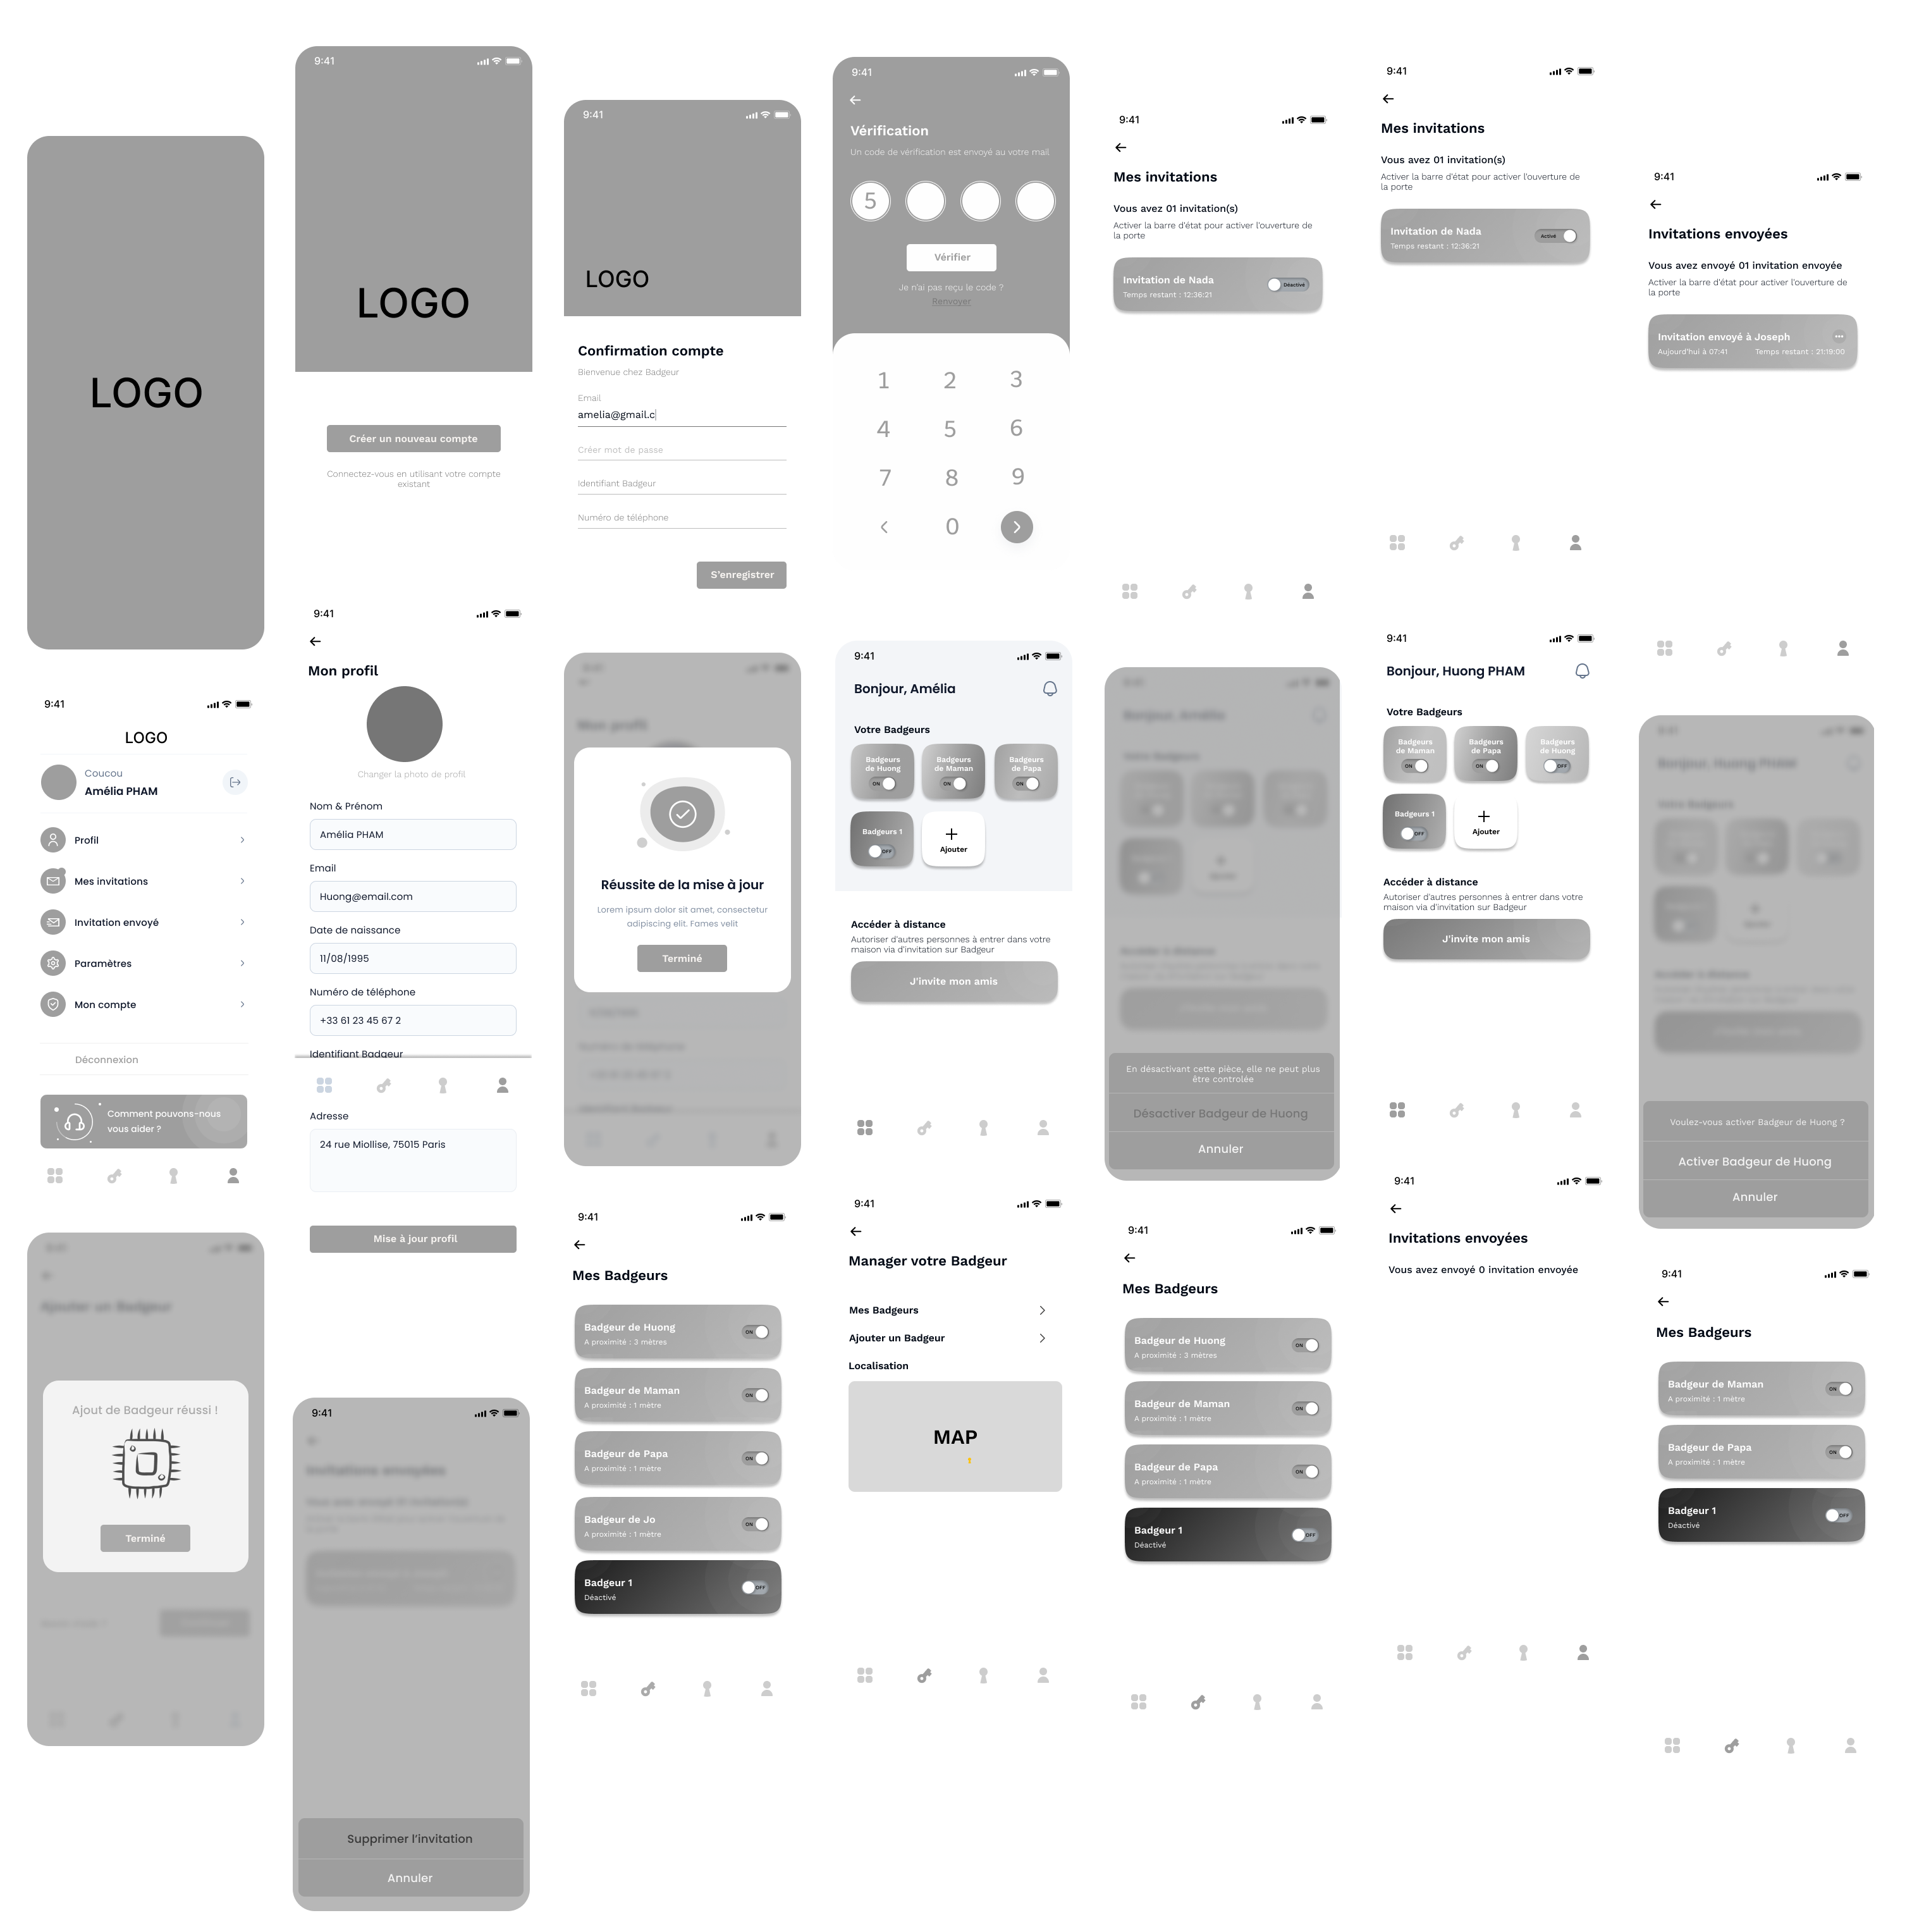 LOGO
9:41
LOGO
Créer un nouveau compte
Connectez-vous en utilisant votre compte
existant
9:41
LOGO
Confirmation compte
Bienvenue chez Badgeur
Email
amelia@gmail.c
Créer mot de passe
Identifiant Badgeur
Numéro de téléphone
S'enregistrer
9:41
Vérification
Un code de vérification est envoyé au votre mail
5
Vérifier
Je n'ai pas reçu le code ?
Renvoyer
1 2 3
4 5 6
7 8 9
0
9:41
Mes invitations
Vous avez 01 invitation(s)
Activer la barre d'état pour activer l'ouverture de
la porte
Invitation de Nada
Déactivé
Temps restant : 12:36:21
9:41
Mes invitations
Vous avez 01 invitation(s)
Activer la barre d'état pour activer l'ouverture de
la porte
Invitation de Nada
Activé
Temps restant : 12:36:21
9:41
Invitations envoyées
Vous avez envoyé 01 invitation envoyée
Activer la barre d'état pour activer l'ouverture de
la porte
Invitation envoyé à Joseph
Aujourd'hui à 07:41 Temps restant : 21:19:00
9:41
LOGO
Coucou
Amélia PHAM
Profil
Mes invitations
Invitation envoyé
Paramètres
Mon compte
Déconnexion
Comment pouvons-nous
vous aider ?
9:41
Mon profil
Changer la photo de profil
Nom & Prénom
Amélia PHAM
Email
Huong@email.com
Date de naissance
11/08/1995
Numéro de téléphone
+33 61 23 45 67 2
Identifiant Badgeur
Adresse
24 rue Miollise, 75015 Paris
Mise à jour profil
Mon profil
Réussite de la mise à jour
Lorem ipsum dolor sit amet, consectetur
adipiscing elit. Fames velit
Terminé
9:41
Bonjour, Amélia
Votre Badgeurs
Badgeurs
de Huong
ON
Badgeurs
de Maman
ON
Badgeurs
de Papa
ON
Badgeurs 1
OFF
Ajouter
Accéder à distance
Autoriser d'autres personnes à entrer dans votre
maison via d'invitation sur Badgeur
J'invite mon amis
Bonjour, Amélia
En désactivant cette pièce, elle ne peut plus
être controlée
Désactiver Badgeur de Huong
Annuler
9:41
Bonjour, Huong PHAM
Votre Badgeurs
Badgeurs
de Maman
ON
Badgeurs
de Papa
ON
Badgeurs
de Huong
OFF
Badgeurs 1
OFF
Ajouter
Accéder à distance
Autoriser d'autres personnes à entrer dans votre
maison via d'invitation sur Badgeur
J'invite mon amis
Bonjour, Huong PHAM
Voulez-vous activer Badgeur de Huong ?
Activer Badgeur de Huong
Annuler
Ajouter un Badgeur
Ajout de Badgeur réussi !
Terminé
9:41
Invitations envoyées
Supprimer l'invitation
Annuler
9:41
Mes Badgeurs
Badgeur de Huong
A proximité : 3 mètres
ON
Badgeur de Maman
A proximité : 1 mètre
ON
Badgeur de Papa
A proximité : 1 mètre
ON
Badgeur de Jo
A proximité : 1 mètre
ON
Badgeur 1
Déactivé
OFF
9:41
Manager votre Badgeur
Mes Badgeurs
Ajouter un Badgeur
Localisation
MAP
9:41
Mes Badgeurs
Badgeur de Huong
A proximité : 3 mètres
ON
Badgeur de Maman
A proximité : 1 mètre
ON
Badgeur de Papa
A proximité : 1 mètre
ON
Badgeur 1
Déactivé
OFF
9:41
Invitations envoyées
Vous avez envoyé 0 invitation envoyée
9:41
Mes Badgeurs
Badgeur de Maman
A proximité : 1 mètre
ON
Badgeur de Papa
A proximité : 1 mètre
ON
Badgeur 1
Déactivé
OFF